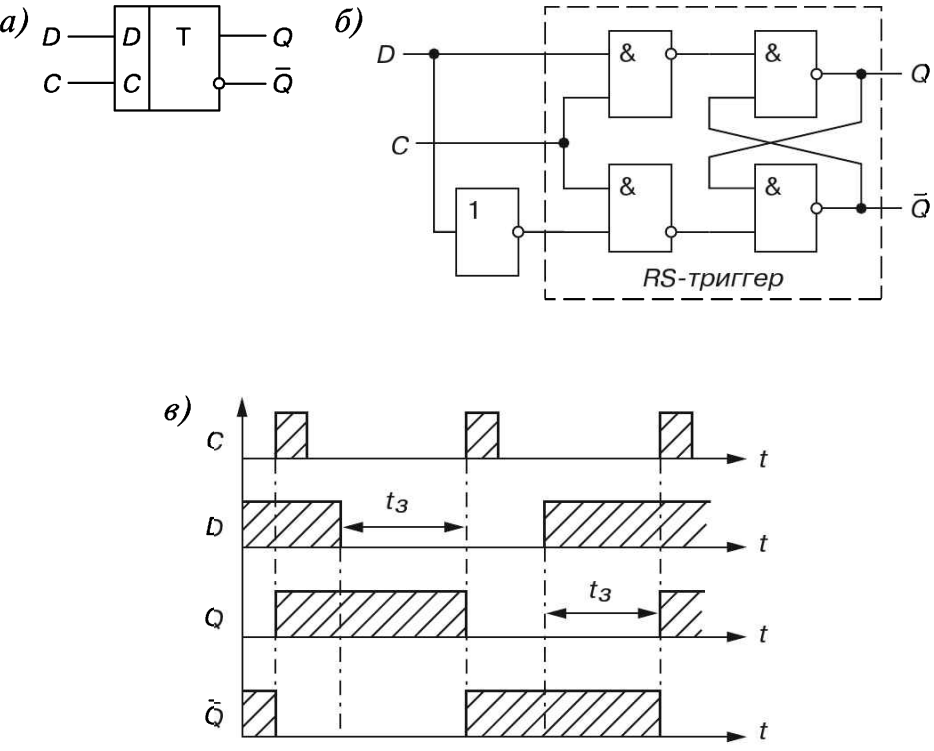 а)
D D T Q
C C Q̄
б)
D & & Q
C
1 & & Q̄
RS-триггер
в)
C t
D tз t
Q tз t
Q̄ t